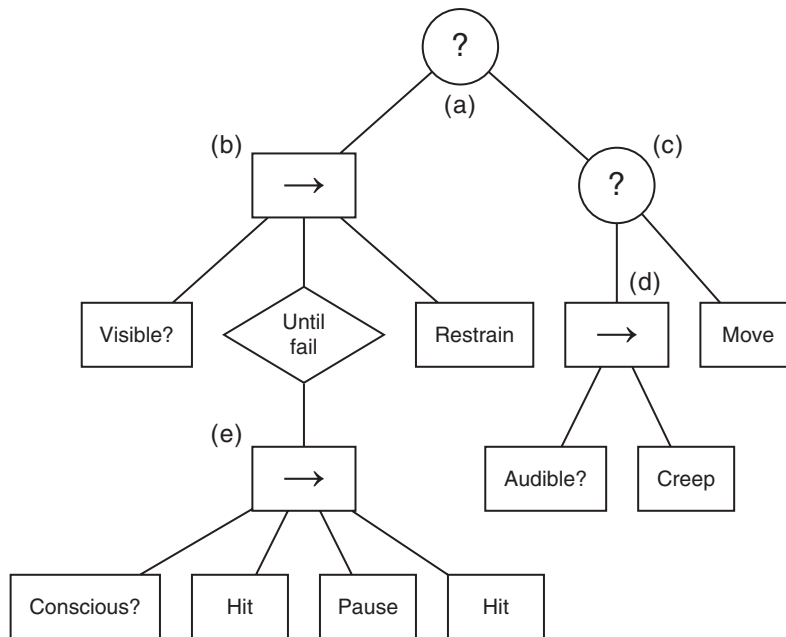 ?
(a)
(b)
→
(c)
?
Visible?
Until
fail
Restrain
(d)
→
Move
(e)
→
Audible?
Creep
Conscious?
Hit
Pause
Hit